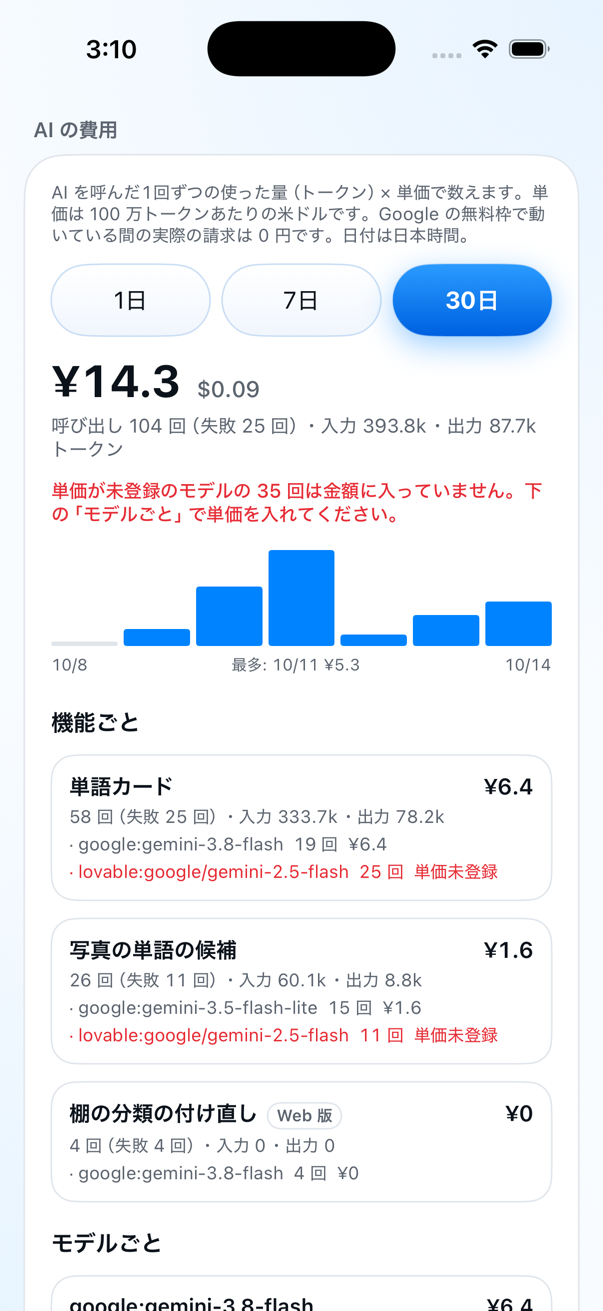 3:10
AI の費用
AI を呼んだ1回ずつの使った量（トークン）× 単価で数えます。単
価は 100 万トークンあたりの米ドルです。Google の無料枠で動
いている間の実際の請求は 0 円です。日付は日本時間。
1日 7日 30日
¥14.3 $0.09
呼び出し 104 回（失敗 25 回）・入力 393.8k・出力 87.7k
トークン
単価が未登録のモデルの 35 回は金額に入っていません。下
の「モデルごと」で単価を入れてください。
10/8 最多: 10/11 ¥5.3 10/14
機能ごと
単語カード ¥6.4
58 回（失敗 25 回）・入力 333.7k・出力 78.2k
· google:gemini-3.8-flash 19 回 ¥6.4
· lovable:google/gemini-2.5-flash 25 回 単価未登録
写真の単語の候補 ¥1.6
26 回（失敗 11 回）・入力 60.1k・出力 8.8k
· google:gemini-3.5-flash-lite 15 回 ¥1.6
· lovable:google/gemini-2.5-flash 11 回 単価未登録
棚の分類の付け直し Web 版 ¥0
4 回（失敗 4 回）・入力 0・出力 0
· google:gemini-3.8-flash 4 回 ¥0
モデルごと
google:gemini-3.8-flash ¥6.4